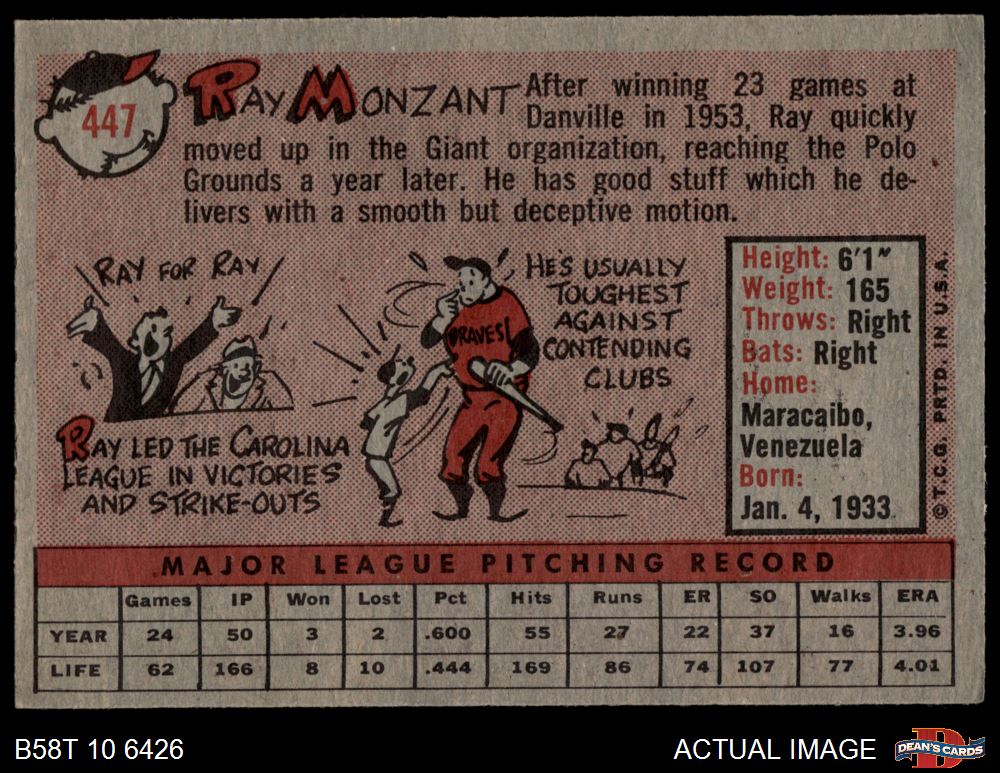 447
RAY MONZANT
After winning 23 games at
Danville in 1953, Ray quickly
moved up in the Giant organization, reaching the Polo
Grounds a year later. He has good stuff which he de-
livers with a smooth but deceptive motion.
RAY FOR RAY
RAY LED THE CAROLINA
LEAGUE IN VICTORIES
AND STRIKE-OUTS
BRAVES!
HE'S USUALLY
TOUGHEST
AGAINST
CONTENDING
CLUBS
Height: 6'1"
Weight: 165
Throws: Right
Bats: Right
Home:
Maracaibo,
Venezuela
Born:
Jan. 4, 1933
©T.C.G. PRTD. IN U.S.A.
MAJOR LEAGUE PITCHING RECORD
Games IP Won Lost Pct Hits Runs ER SO Walks ERA
YEAR 24 50 3 2 .600 55 27 22 37 16 3.96
LIFE 62 166 8 10 .444 169 86 74 107 77 4.01
B58T 10 6426
ACTUAL IMAGE
D
DEAN'S CARDS